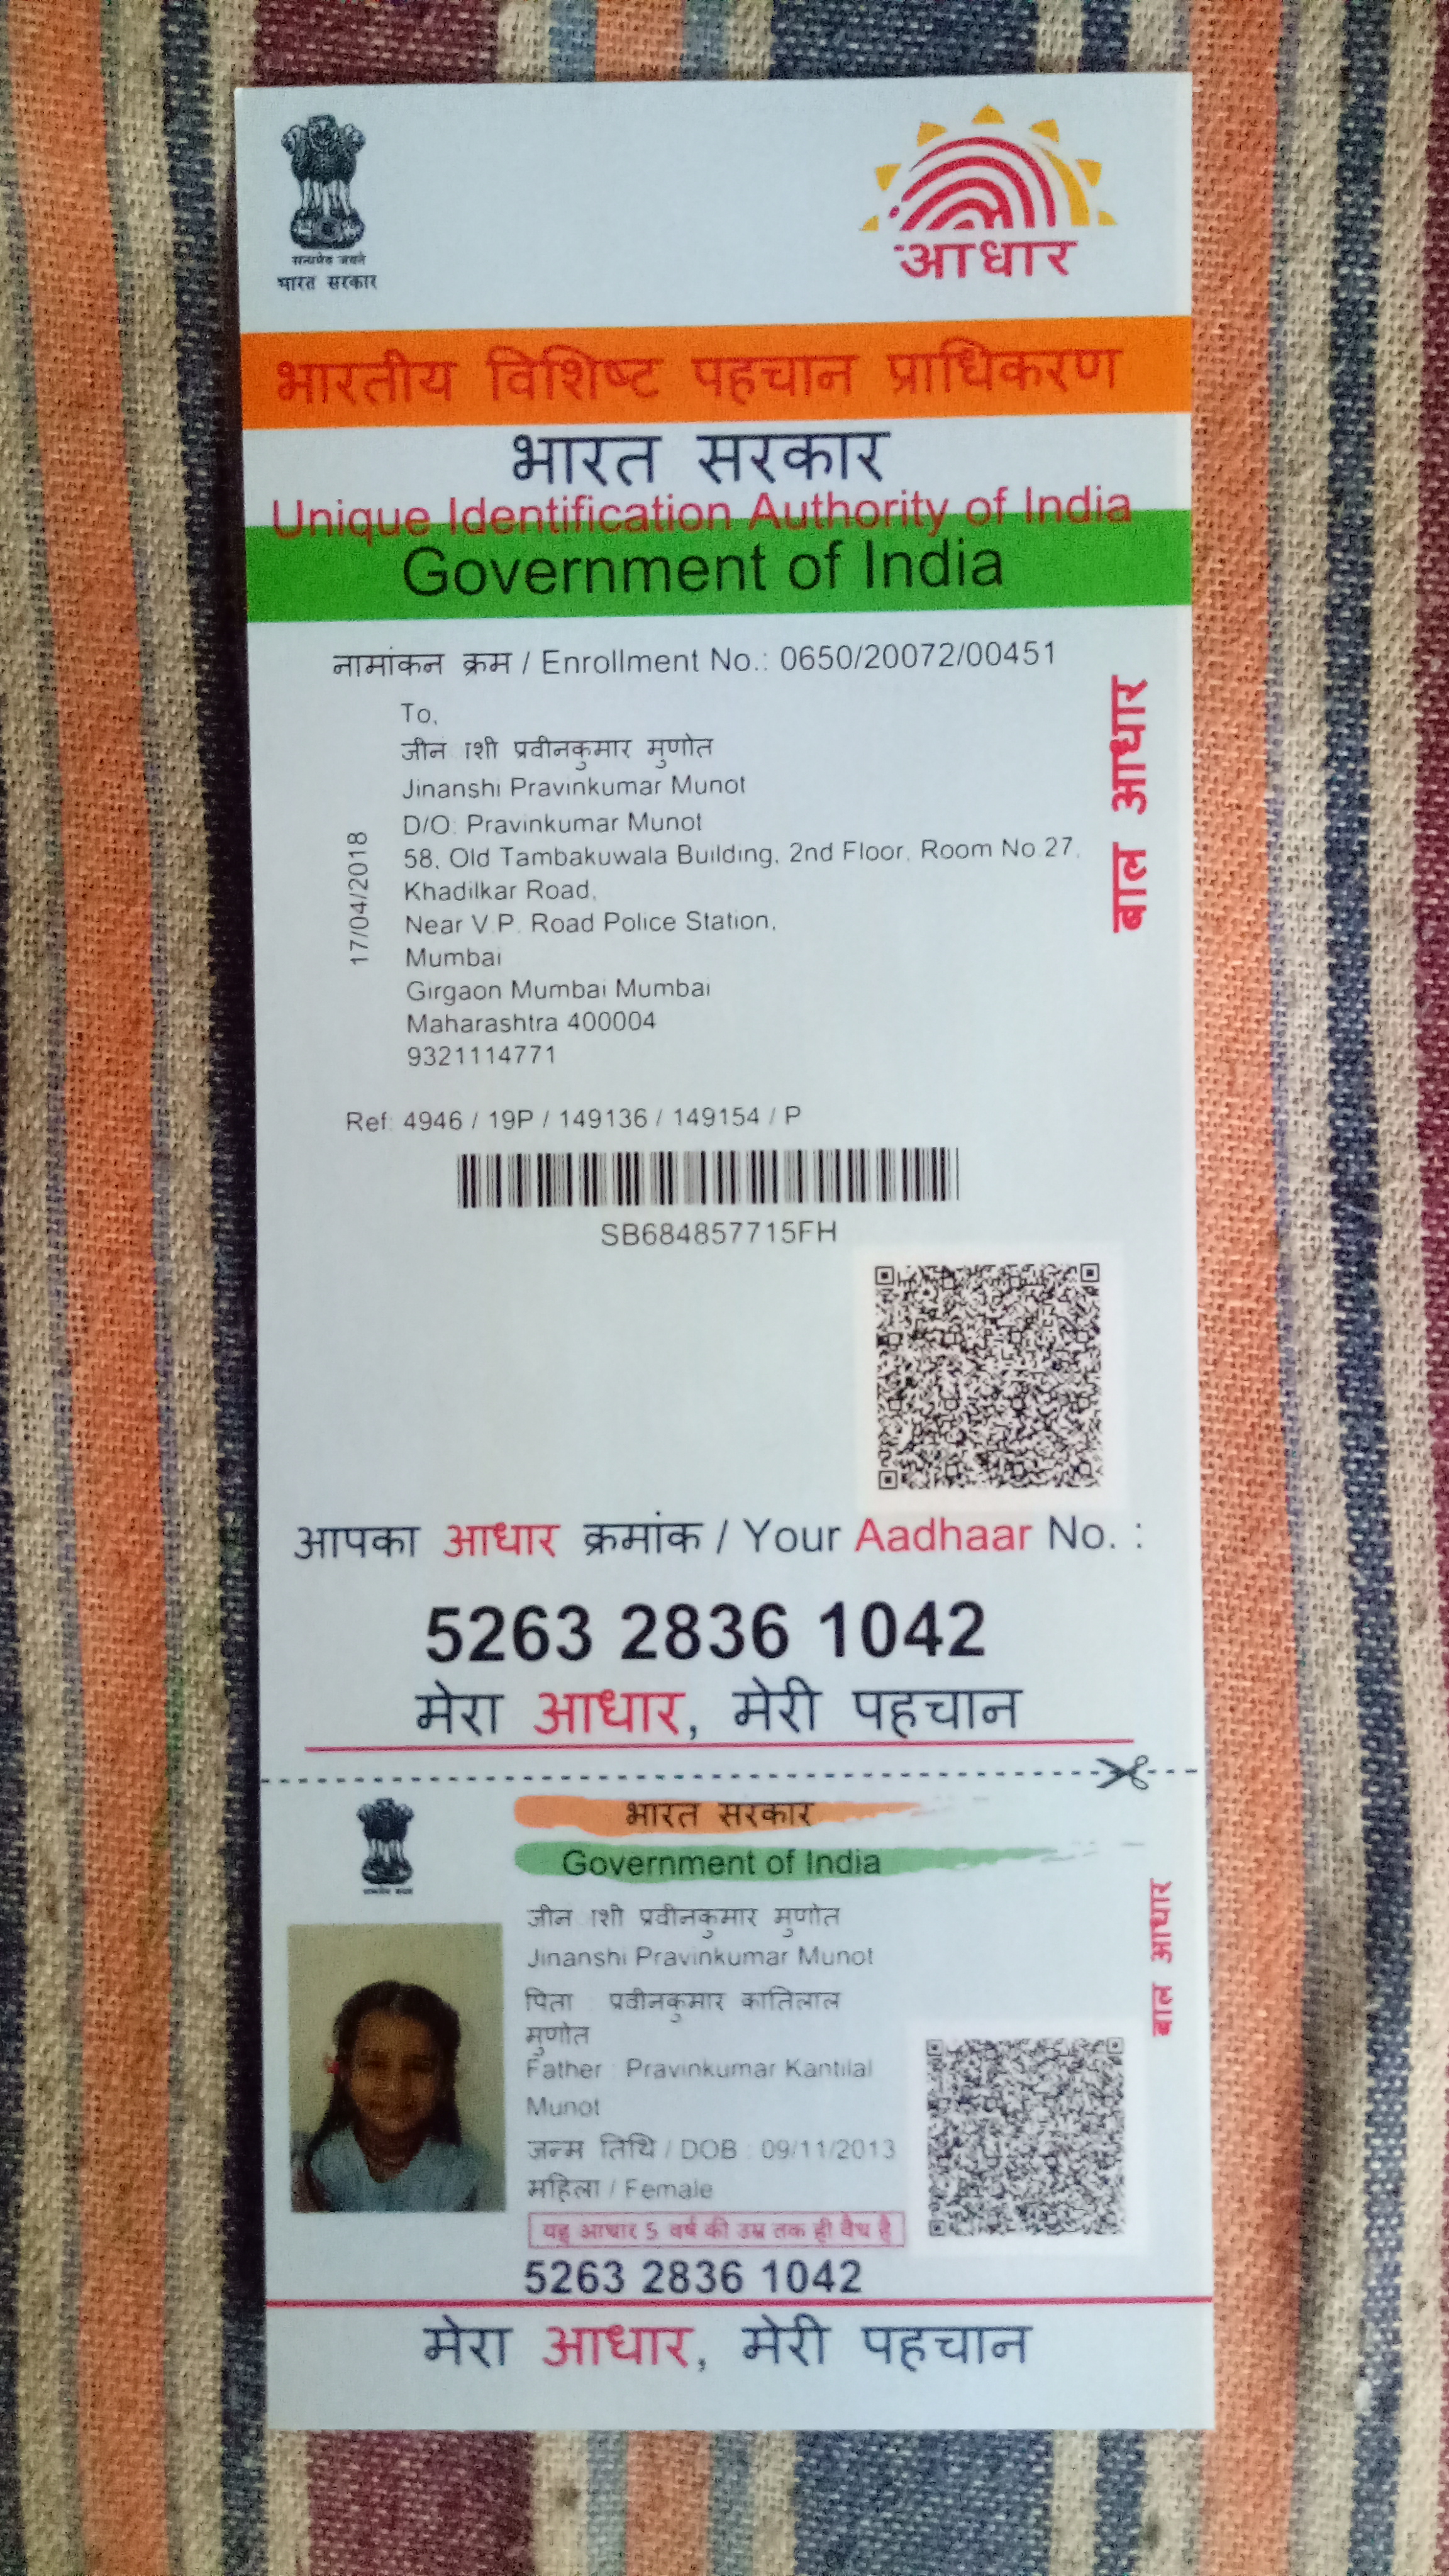 सत्यमेव जयते
भारत सरकार
आधार
भारतीय विशिष्ट पहचान प्राधिकरण
भारत सरकार
Unique Identification Authority of India
Government of India
नामांकन क्रम / Enrollment No.: 0650/20072/00451
To,
जीन ाशी प्रवीनकुमार मुणोत
Jinanshi Pravinkumar Munot
D/O: Pravinkumar Munot
58, Old Tambakuwala Building, 2nd Floor, Room No.27,
Khadilkar Road,
Near V.P. Road Police Station,
Mumbai
Girgaon Mumbai Mumbai
Maharashtra 400004
9321114771
17/04/2018
बाल आधार
Ref: 4946 / 19P / 149136 / 149154 / P
SB684857715FH
आपका आधार क्रमांक / Your Aadhaar No. :
5263 2836 1042
मेरा आधार, मेरी पहचान
भारत सरकार
Government of India
जीन ाशी प्रवीनकुमार मुणोत
Jinanshi Pravinkumar Munot
पिता : प्रवीनकुमार कांतिलाल
मुणोत
Father : Pravinkumar Kantilal
Munot
जन्म तिथि / DOB : 09/11/2013
महिला / Female
यह आधार 5 वर्ष की उम्र तक ही वैध है
बाल आधार
5263 2836 1042
मेरा आधार, मेरी पहचान